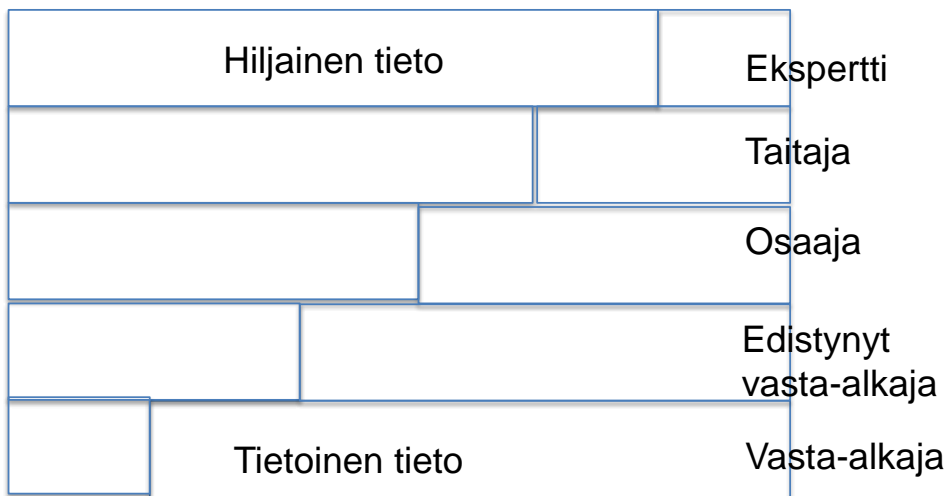 Hiljainen tieto
Ekspertti
Taitaja
Osaaja
Edistynyt
vasta-alkaja
Tietoinen tieto
Vasta-alkaja